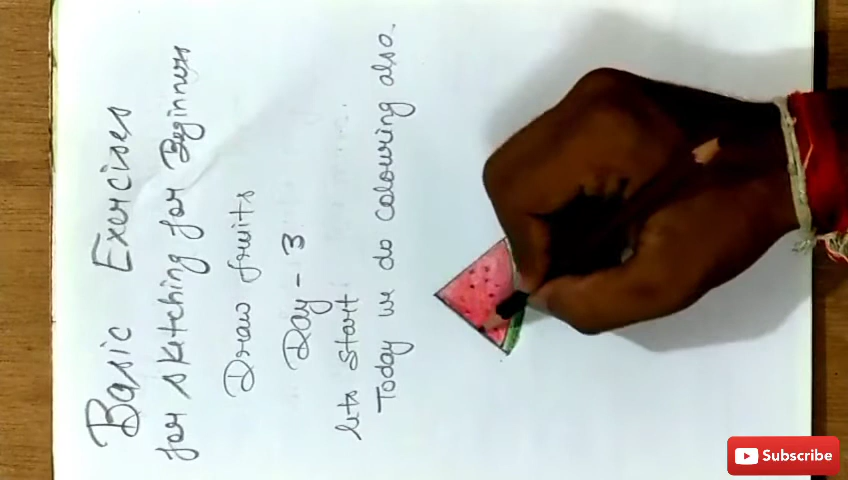 Basic Exercises
for sketching for Beginners
Draw fruits
Day - 3
lets start
Today we do colouring also.
Subscribe